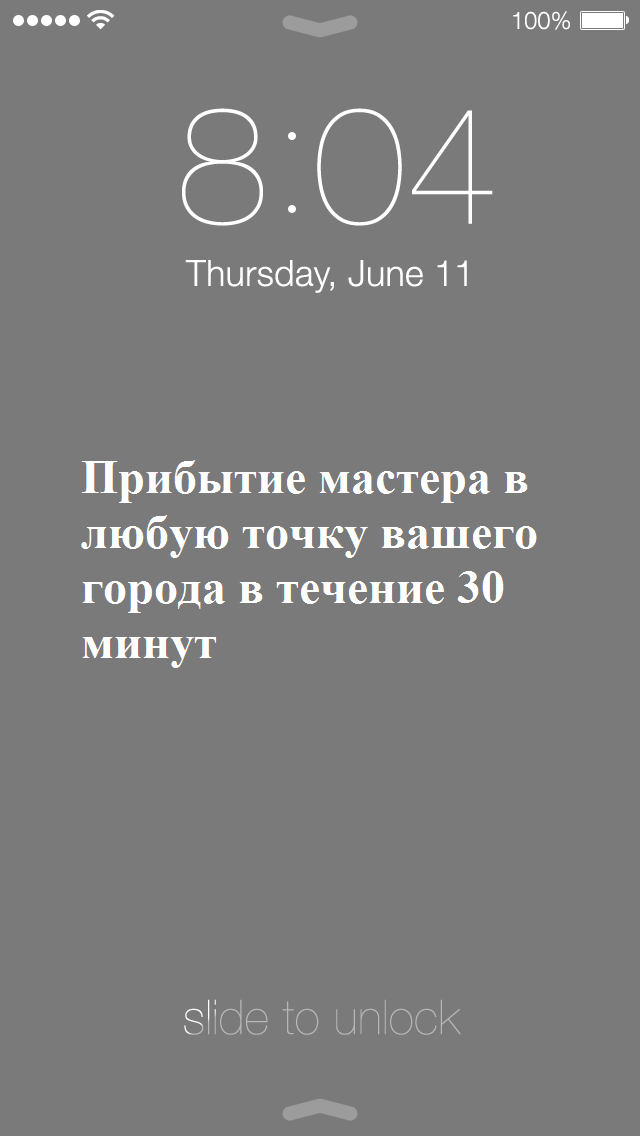 100%
8:04
Thursday, June 11
Прибытие мастера в
любую точку вашего
города в течение 30
минут
slide to unlock